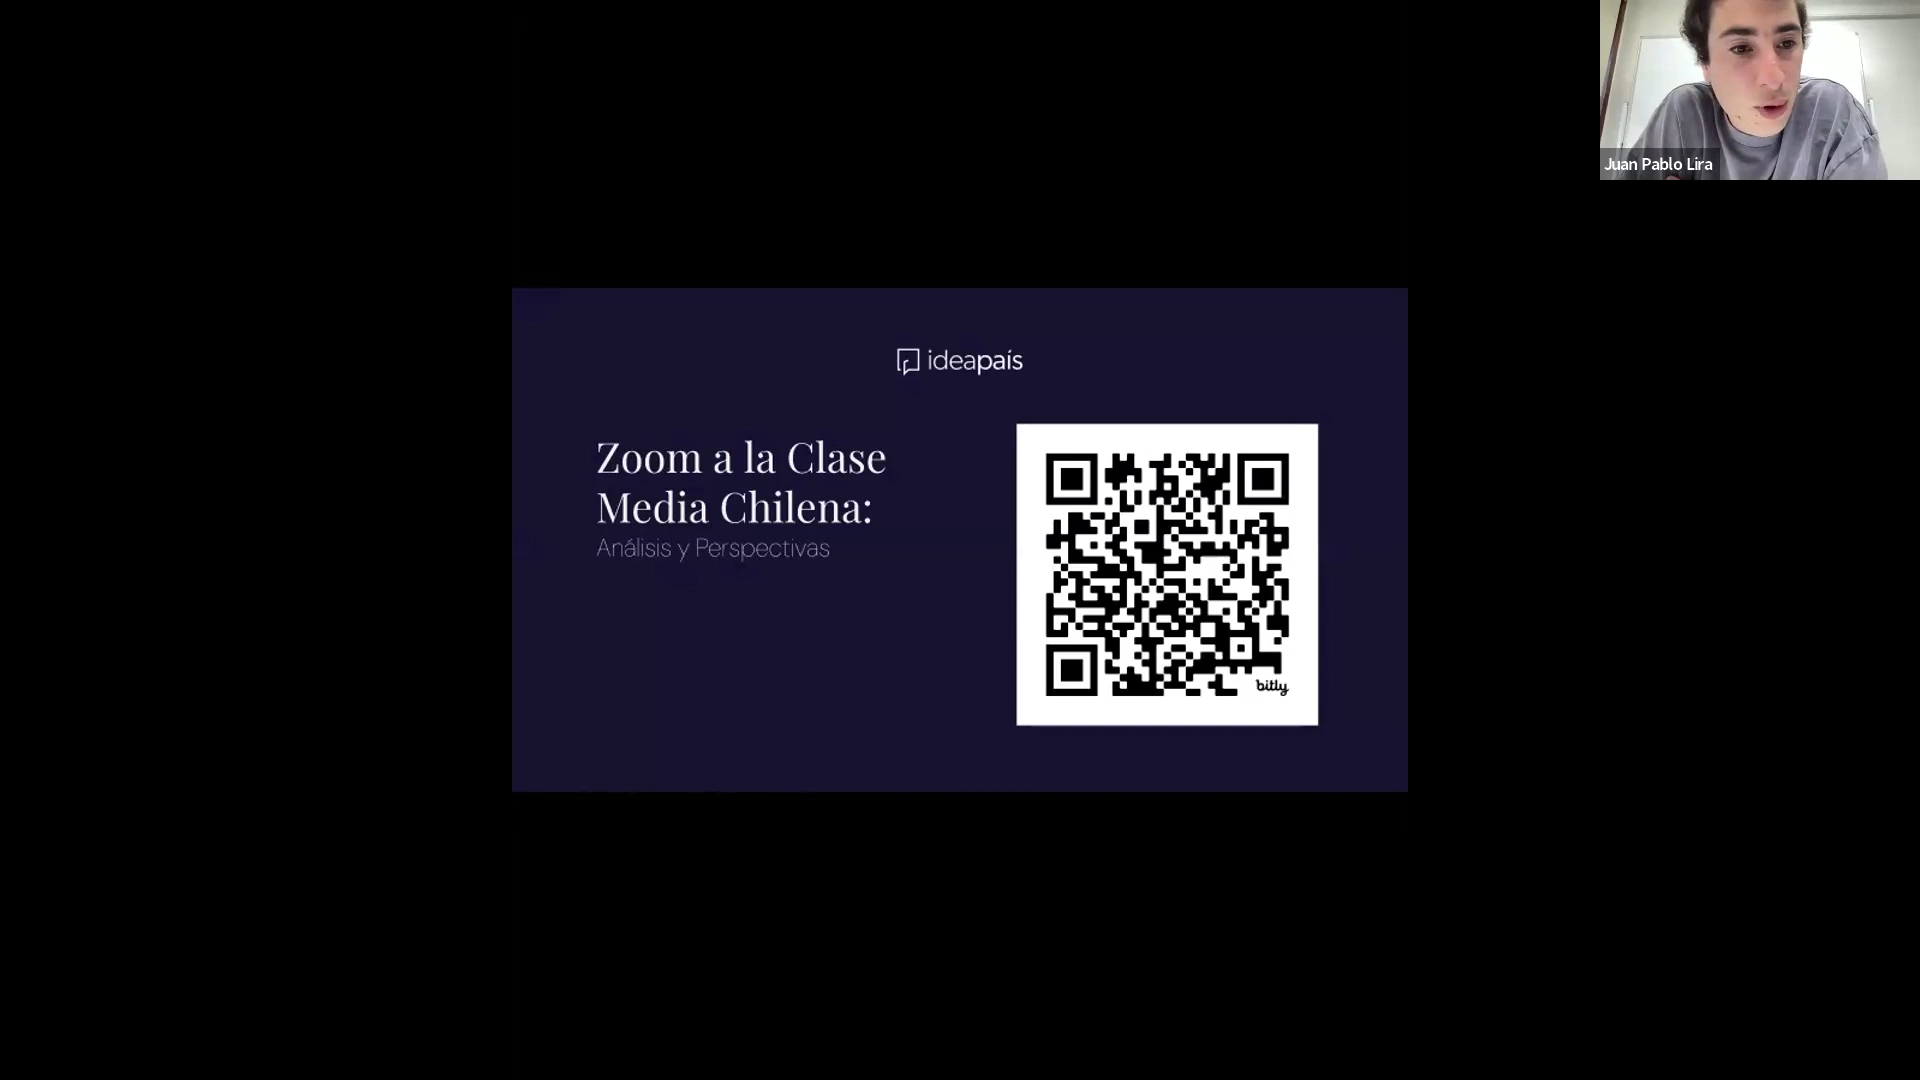 Juan Pablo Lira
ideapaís
Zoom a la Clase
Media Chilena:
Análisis y Perspectivas
bitly